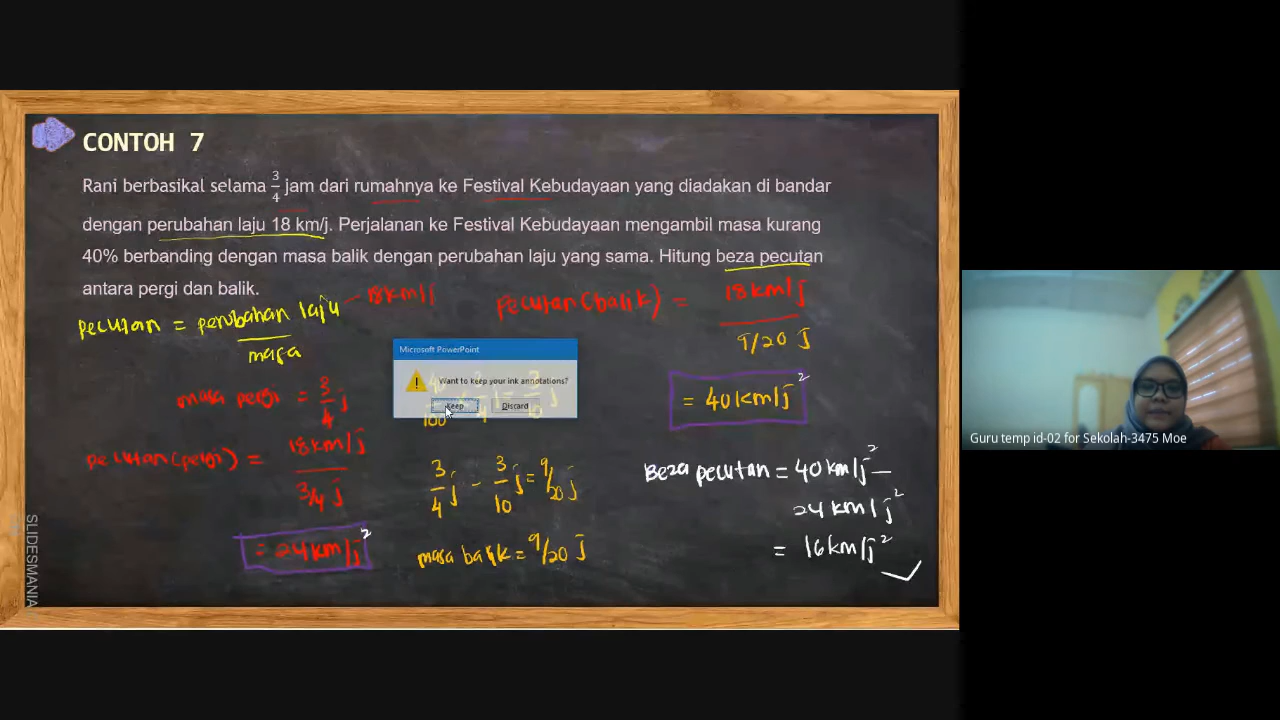 CONTOH 7
Rani berbasikal selama 3/4 jam dari rumahnya ke Festival Kebudayaan yang diadakan di bandar
dengan perubahan laju 18 km/j. Perjalanan ke Festival Kebudayaan mengambil masa kurang
40% berbanding dengan masa balik dengan perubahan laju yang sama. Hitung beza pecutan
antara pergi dan balik.
Pecutan = perubahan laju
masa
18km/j
masa pergi = 3/4 j
Pecutan (pergi) = 18km/j
3/4 j
= 24km/j²
Microsoft PowerPoint
Want to keep your ink annotations?
Keep
Discard
100
3/4 j - 3/10 j = 9/20 j
masa balik = 9/20 j
Pecutan (balik) = 18km/j
9/20 j
= 40km/j²
Beza pecutan = 40km/j² –
24km/j²
= 16km/j²
SLIDESMANIA
Guru temp id-02 for Sekolah-3475 Moe